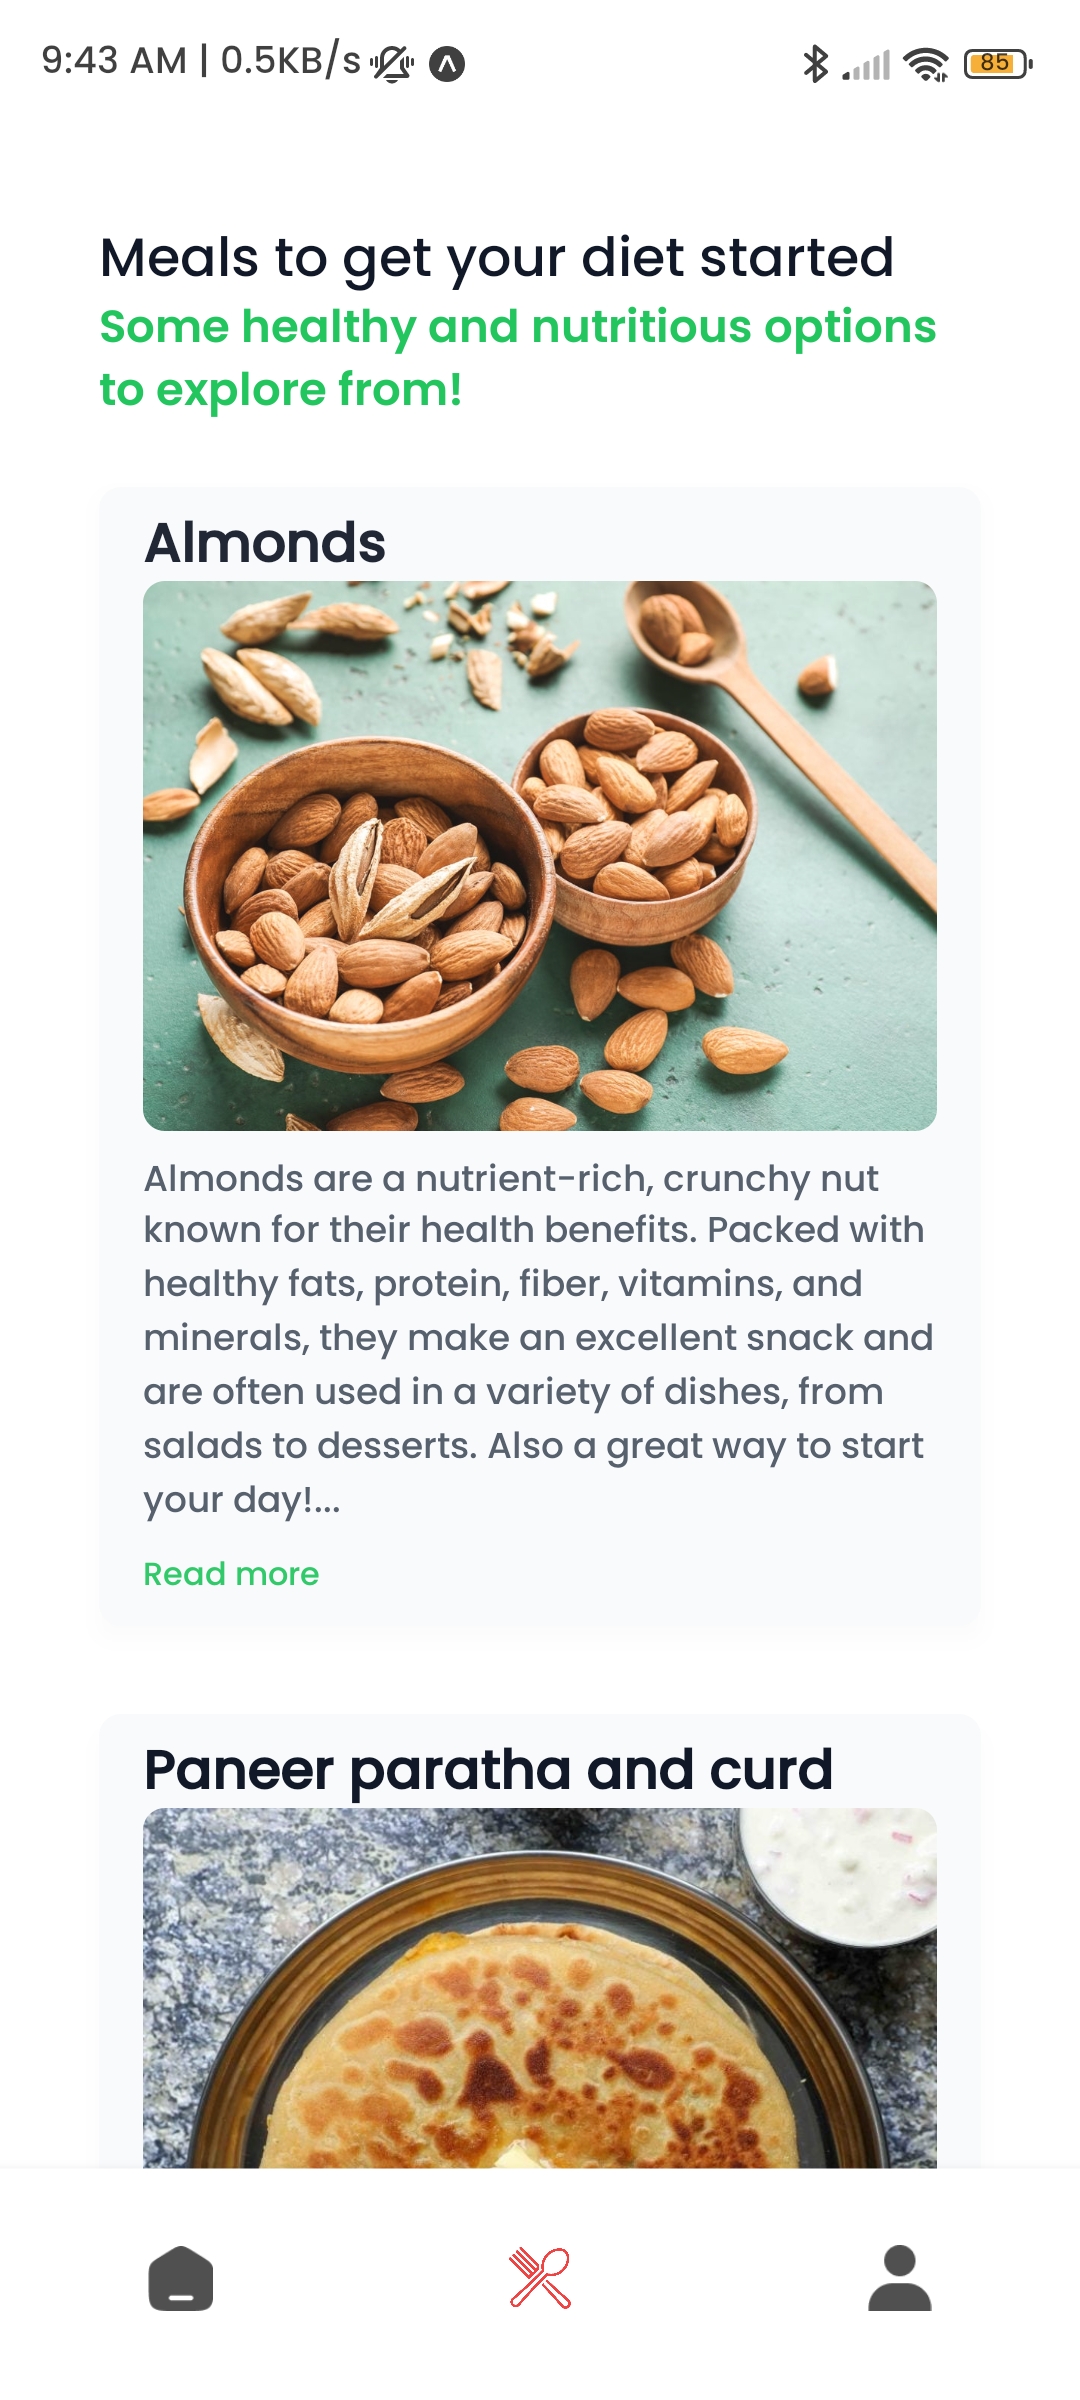 9:43 AM | 0.5KB/s
85
Meals to get your diet started
Some healthy and nutritious options
to explore from!
Almonds
Almonds are a nutrient-rich, crunchy nut
known for their health benefits. Packed with
healthy fats, protein, fiber, vitamins, and
minerals, they make an excellent snack and
are often used in a variety of dishes, from
salads to desserts. Also a great way to start
your day!...
Read more
Paneer paratha and curd